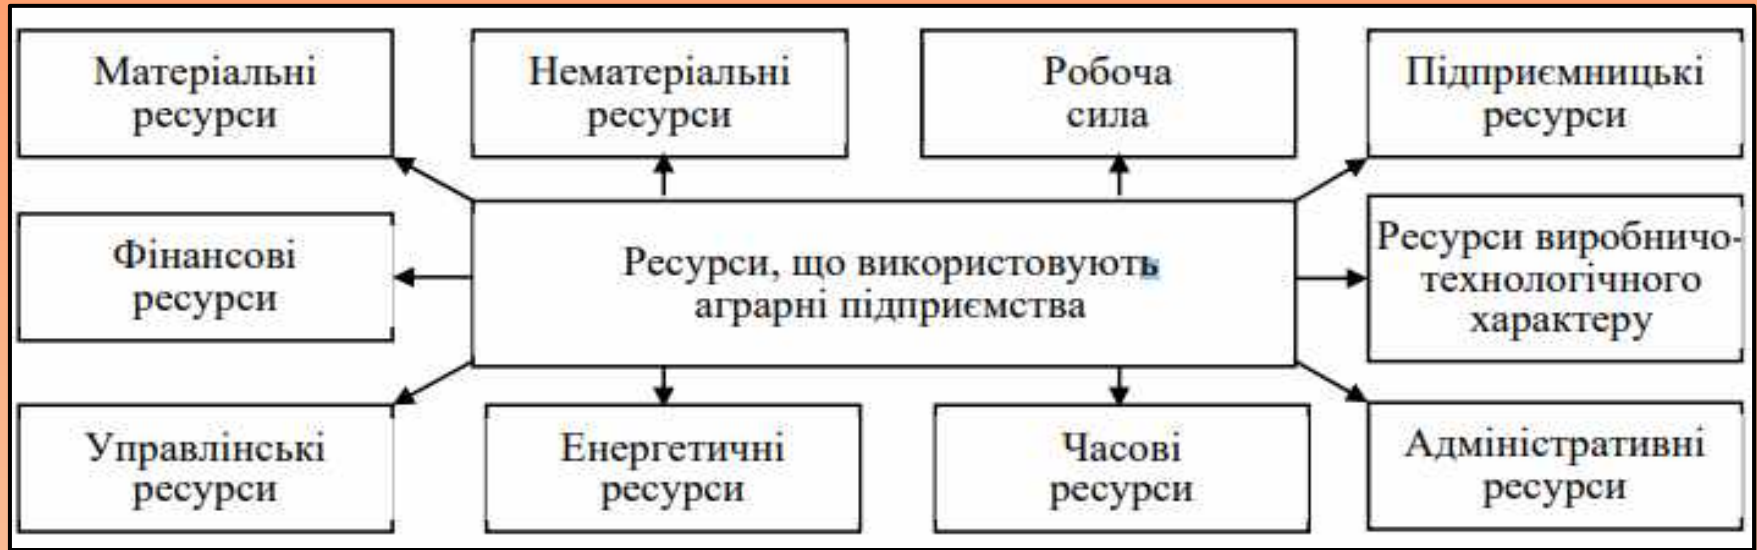 Матеріальні
ресурси
Нематеріальні
ресурси
Робоча
сила
Підприємницькі
ресурси
Фінансові
ресурси
Ресурси, що використовують
аграрні підприємства
Ресурси виробничо-
технологічного
характеру
Управлінські
ресурси
Енергетичні
ресурси
Часові
ресурси
Адміністративні
ресурси